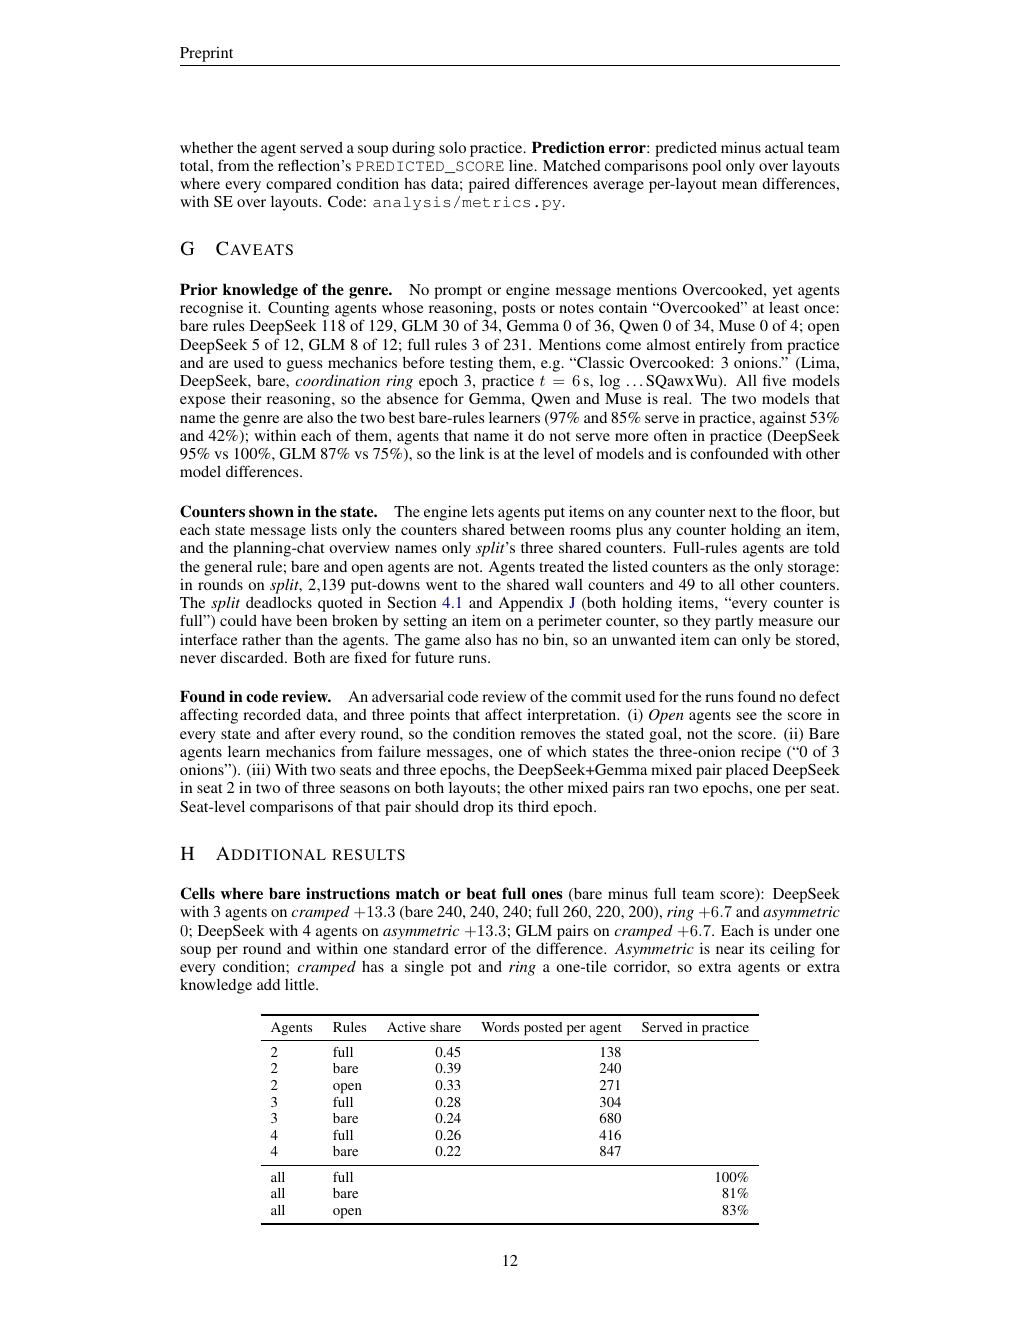 Preprint
whether the agent served a soup during solo practice. Prediction error: predicted minus actual team
total, from the reflection's PREDICTED_SCORE line. Matched comparisons pool only over layouts
where every compared condition has data; paired differences average per-layout mean differences,
with SE over layouts. Code: analysis/metrics.py.
G CAVEATS
Prior knowledge of the genre. No prompt or engine message mentions Overcooked, yet agents
recognise it. Counting agents whose reasoning, posts or notes contain “Overcooked” at least once:
bare rules DeepSeek 118 of 129, GLM 30 of 34, Gemma 0 of 36, Qwen 0 of 34, Muse 0 of 4; open
DeepSeek 5 of 12, GLM 8 of 12; full rules 3 of 231. Mentions come almost entirely from practice
and are used to guess mechanics before testing them, e.g. “Classic Overcooked: 3 onions.” (Lima,
DeepSeek, bare, coordination ring epoch 3, practice t = 6 s, log ...SQawxWu). All five models
expose their reasoning, so the absence for Gemma, Qwen and Muse is real. The two models that
name the genre are also the two best bare-rules learners (97% and 85% serve in practice, against 53%
and 42%); within each of them, agents that name it do not serve more often in practice (DeepSeek
95% vs 100%, GLM 87% vs 75%), so the link is at the level of models and is confounded with other
model differences.
Counters shown in the state. The engine lets agents put items on any counter next to the floor, but
each state message lists only the counters shared between rooms plus any counter holding an item,
and the planning-chat overview names only split's three shared counters. Full-rules agents are told
the general rule; bare and open agents are not. Agents treated the listed counters as the only storage:
in rounds on split, 2,139 put-downs went to the shared wall counters and 49 to all other counters.
The split deadlocks quoted in Section 4.1 and Appendix J (both holding items, “every counter is
full”) could have been broken by setting an item on a perimeter counter, so they partly measure our
interface rather than the agents. The game also has no bin, so an unwanted item can only be stored,
never discarded. Both are fixed for future runs.
Found in code review. An adversarial code review of the commit used for the runs found no defect
affecting recorded data, and three points that affect interpretation. (i) Open agents see the score in
every state and after every round, so the condition removes the stated goal, not the score. (ii) Bare
agents learn mechanics from failure messages, one of which states the three-onion recipe (“0 of 3
onions”). (iii) With two seats and three epochs, the DeepSeek+Gemma mixed pair placed DeepSeek
in seat 2 in two of three seasons on both layouts; the other mixed pairs ran two epochs, one per seat.
Seat-level comparisons of that pair should drop its third epoch.
H ADDITIONAL RESULTS
Cells where bare instructions match or beat full ones (bare minus full team score): DeepSeek
with 3 agents on cramped +13.3 (bare 240, 240, 240; full 260, 220, 200), ring +6.7 and asymmetric
0; DeepSeek with 4 agents on asymmetric +13.3; GLM pairs on cramped +6.7. Each is under one
soup per round and within one standard error of the difference. Asymmetric is near its ceiling for
every condition; cramped has a single pot and ring a one-tile corridor, so extra agents or extra
knowledge add little.
Agents Rules Active share Words posted per agent Served in practice
2 full 0.45 138
2 bare 0.39 240
2 open 0.33 271
3 full 0.28 304
3 bare 0.24 680
4 full 0.26 416
4 bare 0.22 847
all full 100%
all bare 81%
all open 83%
12